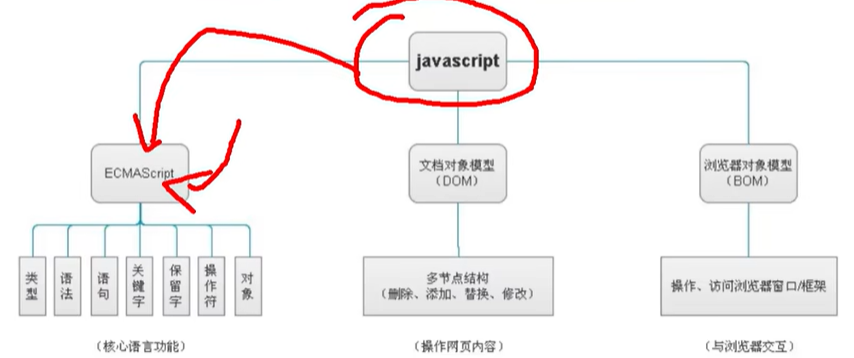 javascript
ECMAScript
文档对象模型
（DOM）
浏览器对象模型
（BOM）
类型
语法
语句
关键字
保留字
操作符
对象
多节点结构
（删除、添加、替换、修改）
操作、访问浏览器窗口/框架
（核心语言功能）
（操作网页内容）
（与浏览器交互）